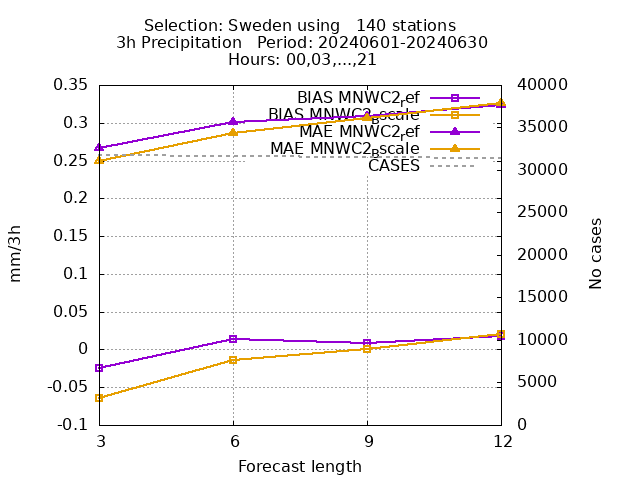 Selection: Sweden using   140 stations
3h Precipitation   Period: 20240601-20240630
Hours: 00,03,...,21
0.35
0.3
0.25
0.2
0.15
0.1
0.05
0
-0.05
-0.1
mm/3h
BIAS MNWC2_ref
BIAS MNWC2_Bscale
MAE MNWC2_ref
MAE MNWC2_Bscale
CASES
40000
35000
30000
25000
20000
15000
10000
5000
0
No cases
3 6 9 12
Forecast length